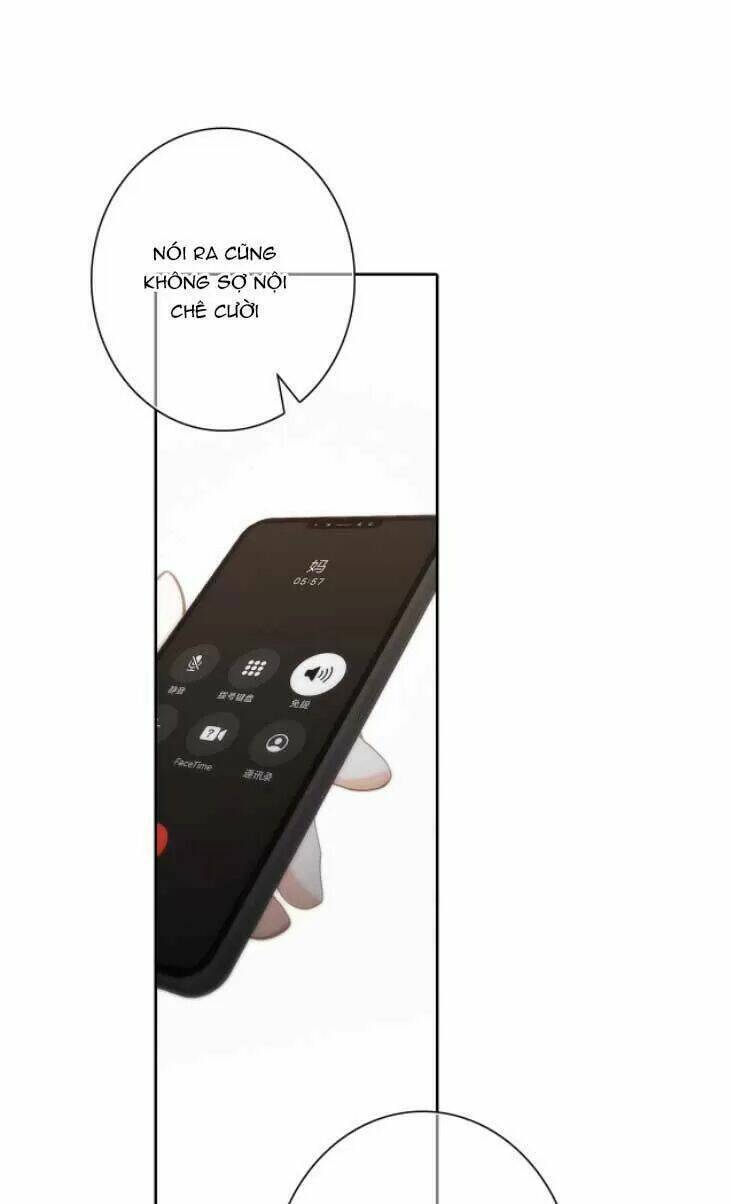 NÓI RA CŨNG
KHÔNG SỢ NỘI
CHÊ CƯỜI
妈
05:57
静音
拨号键盘
免提
FaceTime
通讯录